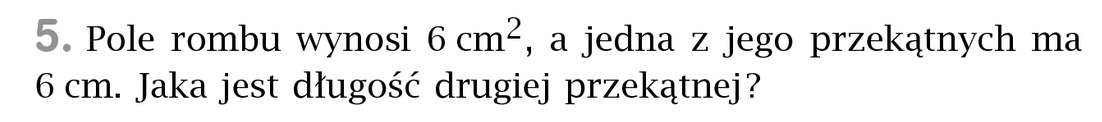 5. Pole rombu wynosi 6 cm², a jedna z jego przekątnych ma
6 cm. Jaka jest długość drugiej przekątnej?